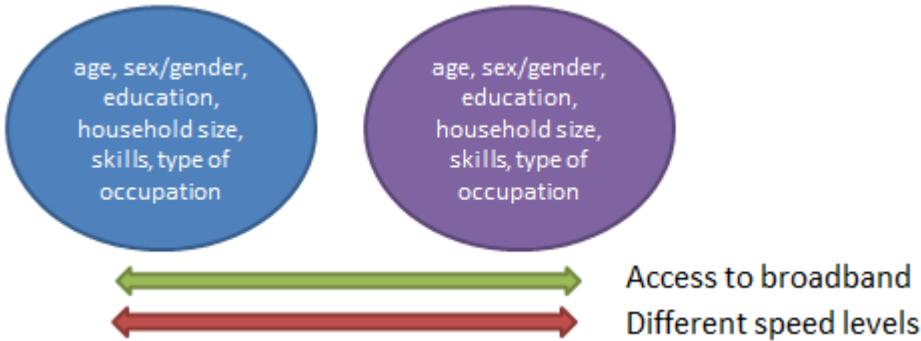 age, sex/gender,
education,
household size,
skills, type of
occupation
age, sex/gender,
education,
household size,
skills, type of
occupation
Access to broadband
Different speed levels